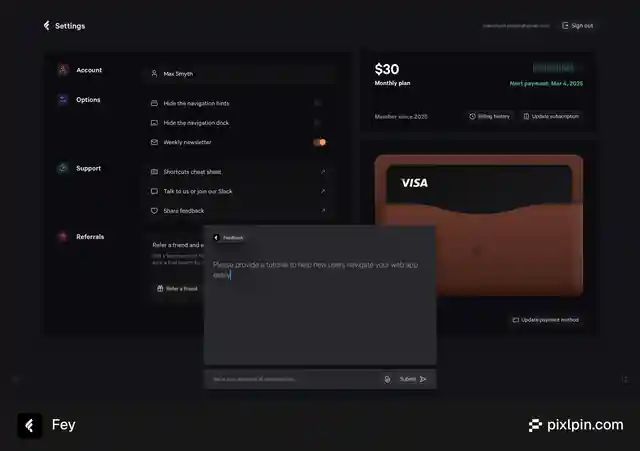 Settings
Sign out
Account
Max Smyth
Options
Hide the navigation hints
Hide the navigation dock
Weekly newsletter
Support
Shortcuts cheat sheet
Talk to us or join our Slack
Share feedback
Referrals
Refer a friend and e
Refer a friend
$30
Monthly plan
Next payment: Mar 4, 2025
Member since 2025
Billing history
Update subscription
VISA
Update payment method
Feedback
Please provide a tutorial to help new users navigate your web app
easily
Submit
Fey
pixlpin.com